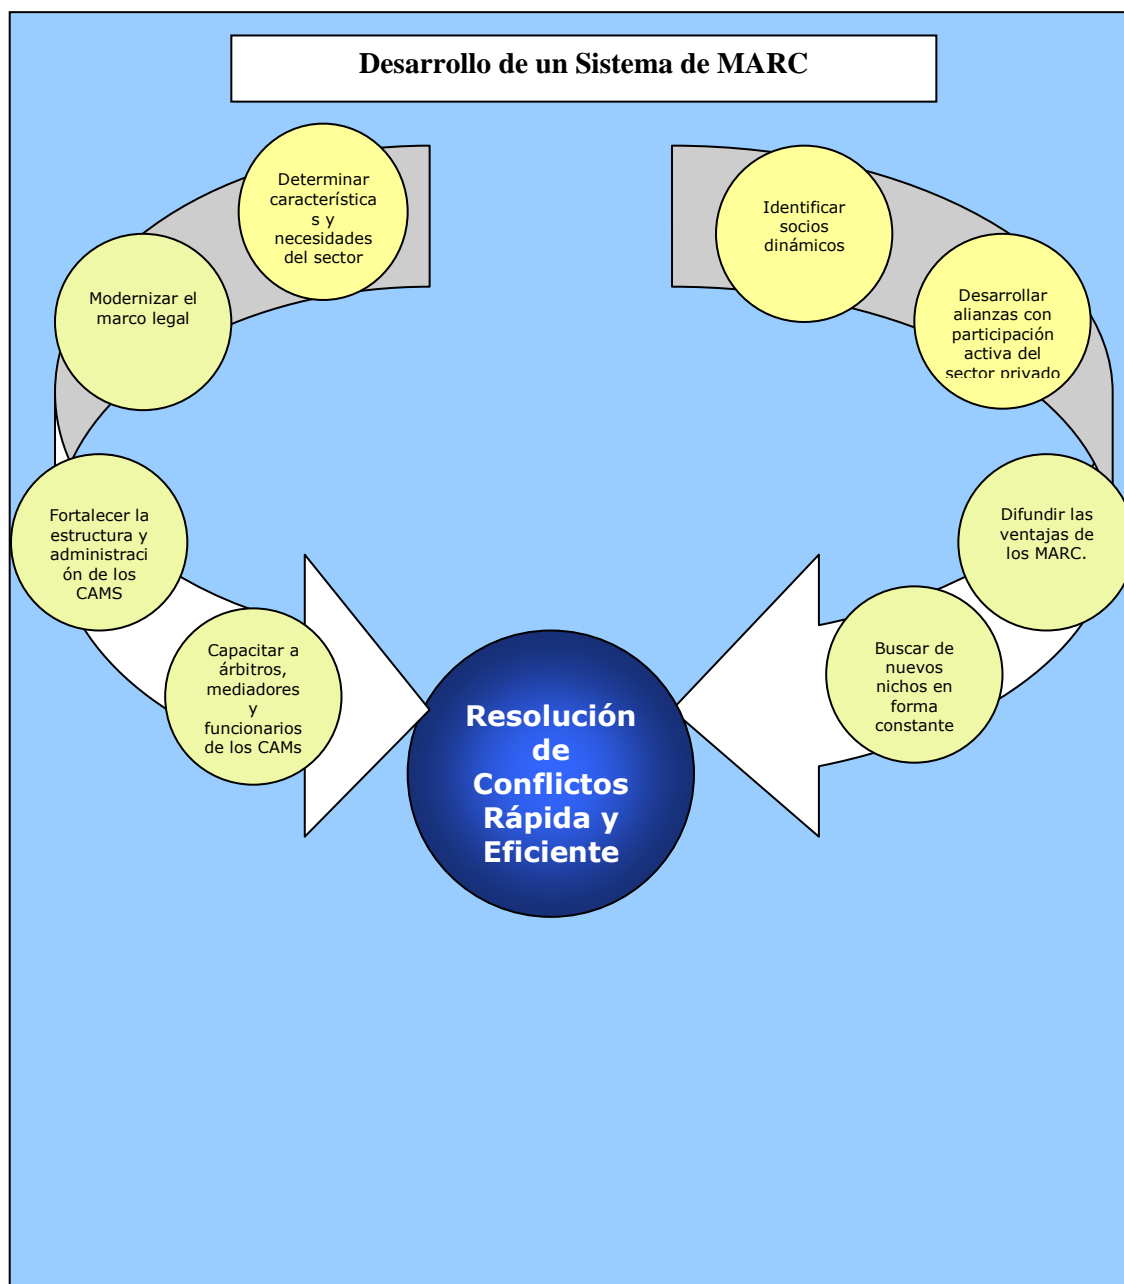 Desarrollo de un Sistema de MARC
Determinar
característica
s y
necesidades
del sector
Modernizar el
marco legal
Fortalecer la
estructura y
administraci
ón de los
CAMS
Capacitar a
árbitros,
mediadores
y
funcionarios
de los CAMs
Identificar
socios
dinámicos
Desarrollar
alianzas con
participación
activa del
sector privado
Difundir las
ventajas de
los MARC.
Buscar de
nuevos
nichos en
forma
constante
Resolución
de
Conflictos
Rápida y
Eficiente